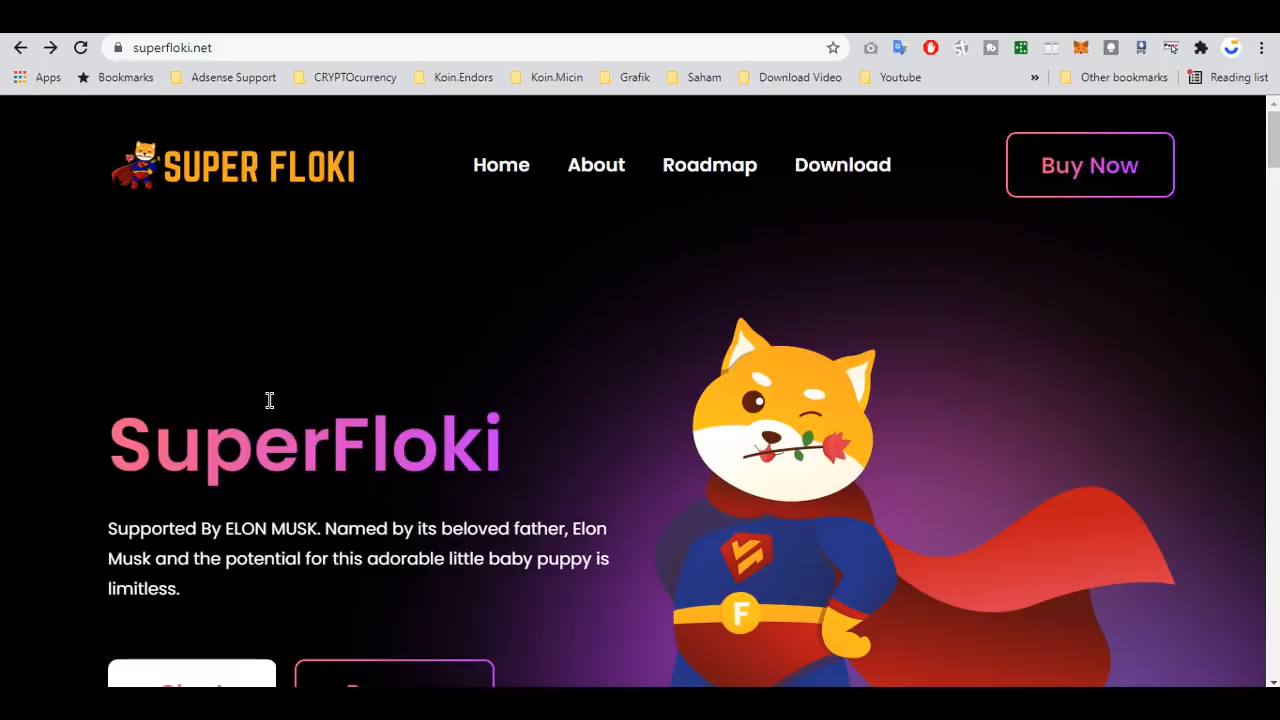 superfloki.net
Apps Bookmarks Adsense Support CRYPTOcurrency Koin.Endors Koin.Micin Grafik Saham Download Video Youtube » Other bookmarks Reading list
SUPER FLOKI Home About Roadmap Download Buy Now
SuperFloki
Supported By ELON MUSK. Named by its beloved father, Elon
Musk and the potential for this adorable little baby puppy is
limitless.
F